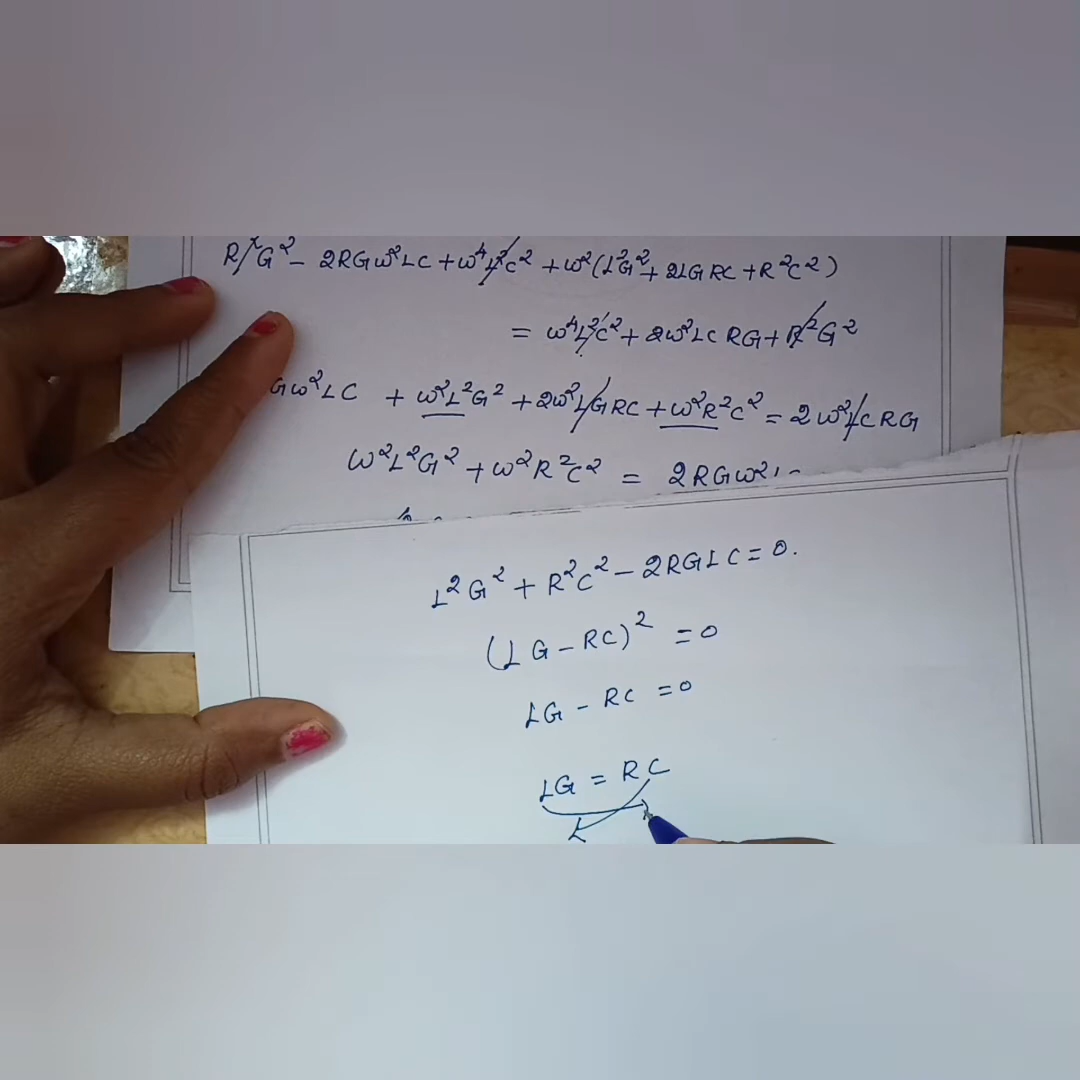 R²G² - 2RGω²LC + ω⁴L²C² + ω²(L²G² + 2LGRC + R²C²)
= ω⁴L²C² + 2ω²LCRG + R²G²
Gω²LC + ω²L²G² + 2ω²LGRC + ω²R²C² = 2ω²LCRG
ω²L²G² + ω²R²C² = 2RGω²L
L²G² + R²C² - 2RGLC = 0.
(LG - RC)² = 0
LG - RC = 0
LG = RC
L